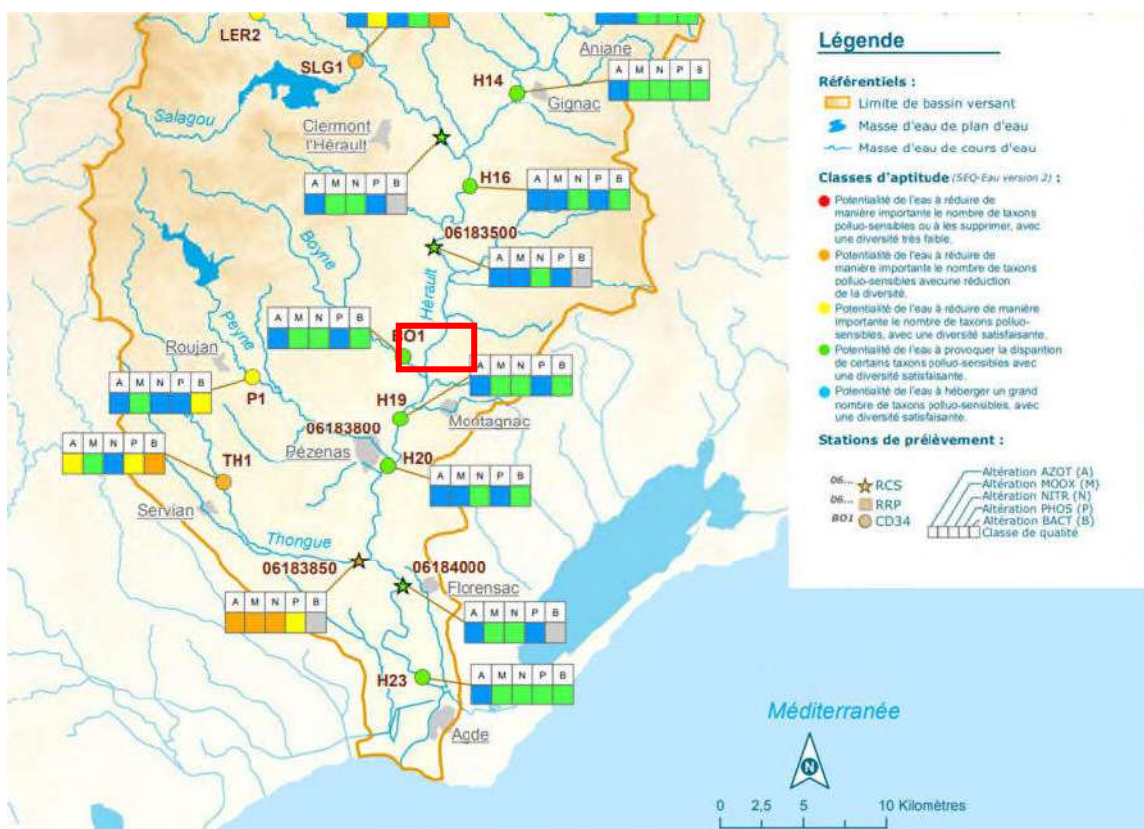 LER2
SLG1
Aniane
H14
A M N P B
Gignac
Salagou
Clermont
l'Hérault
A M N P B
H16
A M N P B
Boyne
06183500
A M N P B
Hérault
A M N P B
BO1
Peyne
Roujan
A M N P B
A M N P B
P1
H19
Montagnac
06183800
Pézenas
A M N P B
TH1
H20
A M N P B
Servian
Thongue
06183850
06184000
Florensac
A M N P B
A M N P B
H23
A M N P B
Agde
Méditerranée
N
0 2,5 5 10 Kilomètres
Légende
Référentiels :
Limite de bassin versant
Masse d'eau de plan d'eau
Masse d'eau de cours d'eau
Classes d'aptitude (SEQ-Eau version 2) :
Potentialité de l'eau à réduire de
manière importante le nombre de taxons
polluo-sensibles ou à les supprimer, avec
une diversité très faible.
Potentialité de l'eau à réduire de
manière importante le nombre de taxons
polluo-sensibles avecune réduction
de la diversité.
Potentialité de l'eau à réduire de manière
importante le nombre de taxons polluo-
sensibles, avec une diversité satisfaisante.
Potentialité de l'eau à provoquer la disparition
de certains taxons polluo-sensibles avec
une diversité satisfaisante.
Potentialité de l'eau à héberger un grand
nombre de taxons polluo-sensibles, avec
une diversité satisfaisante.
Stations de prélèvement :
06... RCS
06... RRP
BO1 CD34
Altération AZOT (A)
Altération MOOX (M)
Altération NITR (N)
Altération PHOS (P)
Altération BACT (B)
Classe de qualité